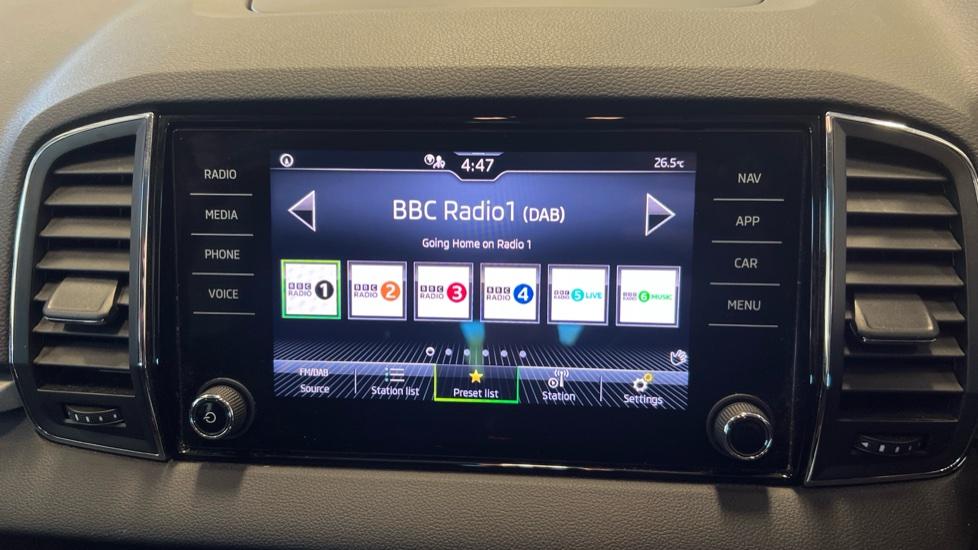 RADIO
MEDIA
PHONE
VOICE
4:47
26.5°C
BBC Radio1 (DAB)
Going Home on Radio 1
BBC RADIO 1
BBC RADIO 2
BBC RADIO 3
BBC RADIO 4
BBC RADIO 5 LIVE
BBC RADIO 6 MUSIC
FM/DAB
Source
Station list
Preset list
Station
Settings
NAV
APP
CAR
MENU